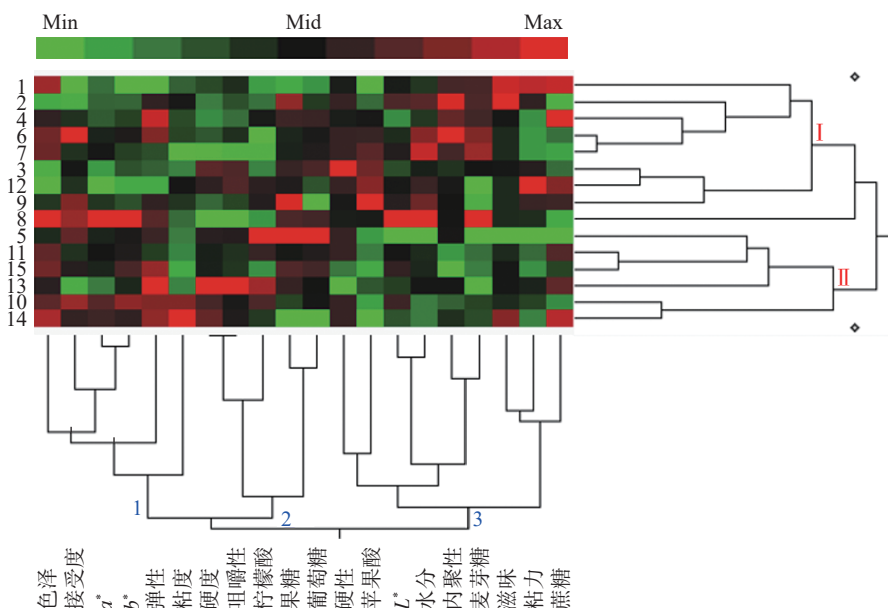 Min Mid Max
1
2
4
6
7
3
12
9
8
5
11
15
13
10
14
I
II
1 2 3
色泽
接受度
a*
b*
弹性
粘度
硬度
咀嚼性
柠檬酸
果糖
葡萄糖
硬性
苹果酸
L*
水分
内聚性
麦芽糖
滋味
粘力
蔗糖